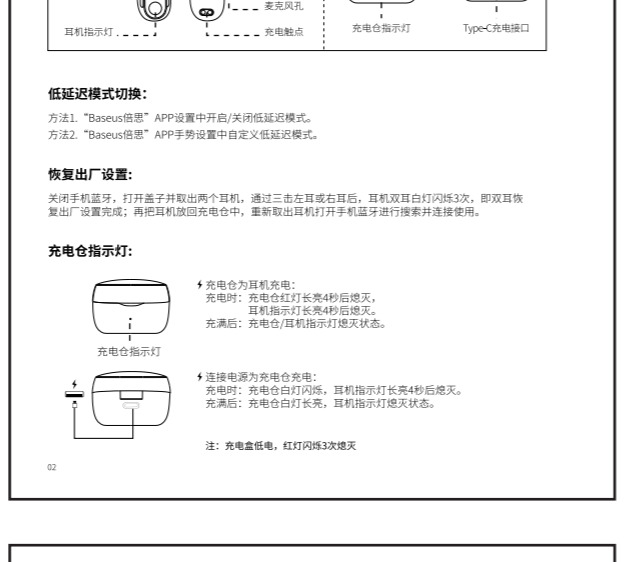 麦克风孔
耳机指示灯
充电触点
充电仓指示灯
Type-C充电接口
低延迟模式切换：
方法1.“Baseus倍思”APP设置中开启/关闭低延迟模式。
方法2.“Baseus倍思”APP手势设置中自定义低延迟模式。
恢复出厂设置:
关闭手机蓝牙，打开盖子并取出两个耳机，通过三击左耳或右耳后，耳机双耳白灯闪烁3次，即双耳恢
复出厂设置完成；再把耳机放回充电仓中，重新取出耳机打开手机蓝牙进行搜索并连接使用。
充电仓指示灯:
充电仓为耳机充电：
充电时：充电仓红灯长亮4秒后熄灭，
耳机指示灯长亮4秒后熄灭。
充满后：充电仓/耳机指示灯熄灭状态。
充电仓指示灯
连接电源为充电仓充电：
充电时：充电仓白灯闪烁，耳机指示灯长亮4秒后熄灭。
充满后：充电仓白灯长亮，耳机指示灯熄灭状态。
注：充电盒低电，红灯闪烁3次熄灭
02